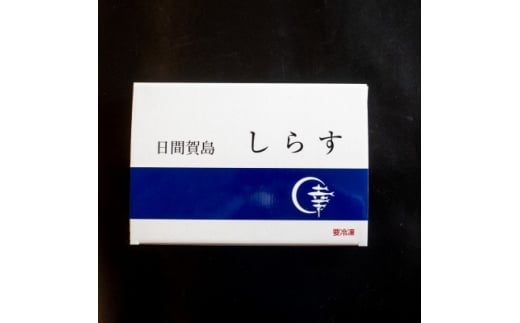 日間賀島 しらす
幸
要冷凍